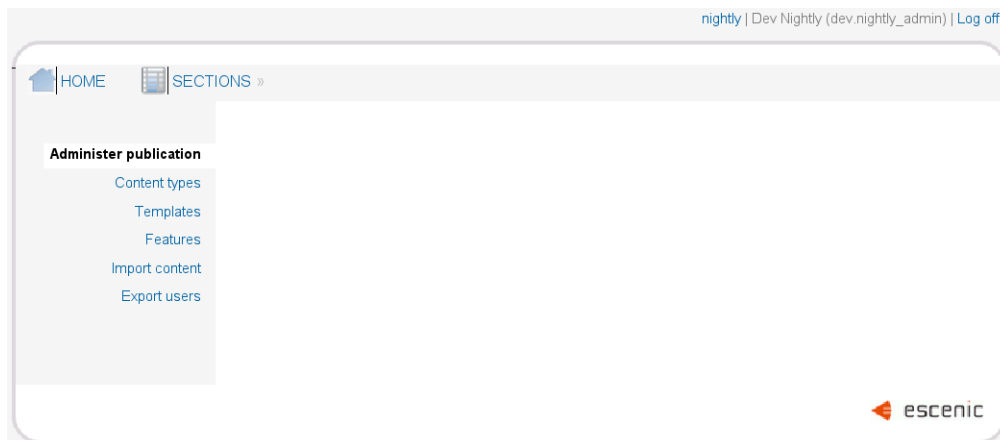 nightly | Dev Nightly (dev.nightly_admin) | Log off
HOME SECTIONS »
Administer publication
Content types
Templates
Features
Import content
Export users
escenic